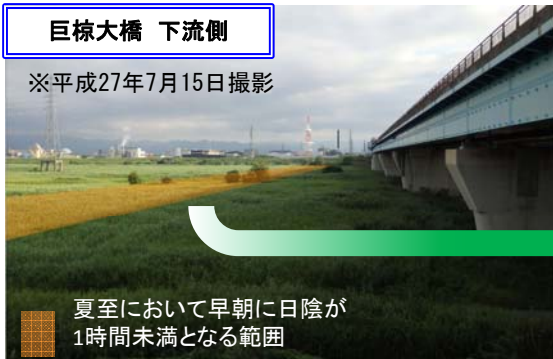 巨椋大橋 下流側
※平成27年7月15日撮影
夏至において早朝に日陰が
1時間未満となる範囲